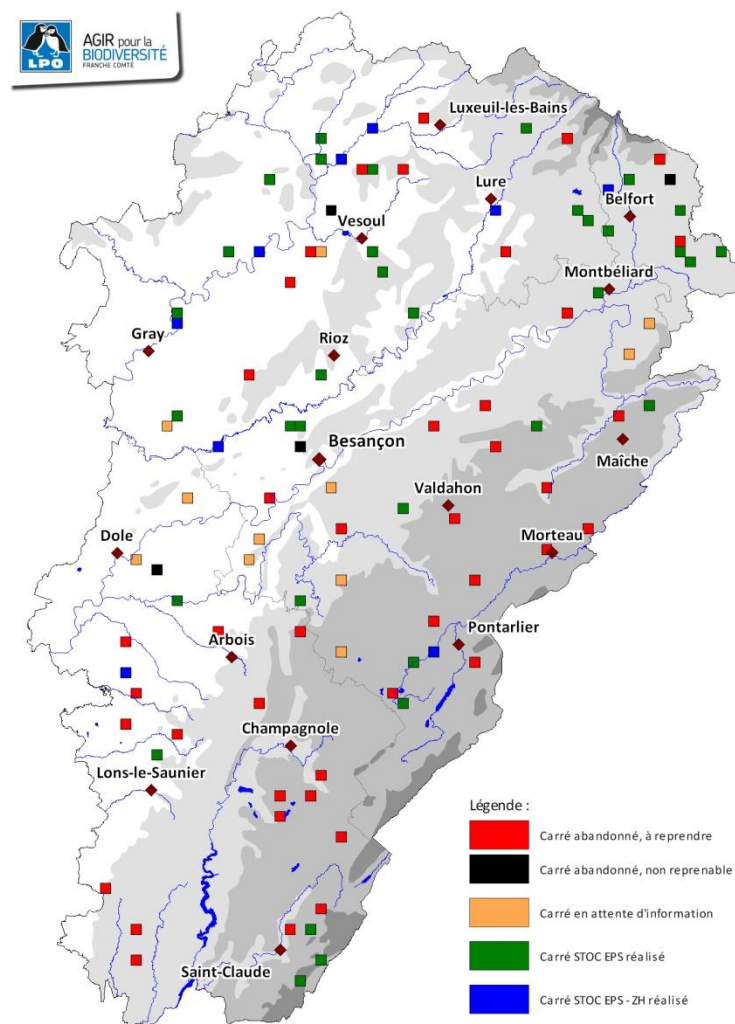 AGIR pour la
BIODIVERSITÉ
FRANCHE COMTÉ
LPO
Luxeuil-les-Bains
Lure
Belfort
Vesoul
Montbéliard
Gray
Rioz
Besançon
Maîche
Valdahon
Dole
Morteau
Arbois
Pontarlier
Champagnole
Lons-le-Saunier
Saint-Claude
Légende :
Carré abandonné, à reprendre
Carré abandonné, non reprenable
Carré en attente d'information
Carré STOC EPS réalisé
Carré STOC EPS - ZH réalisé